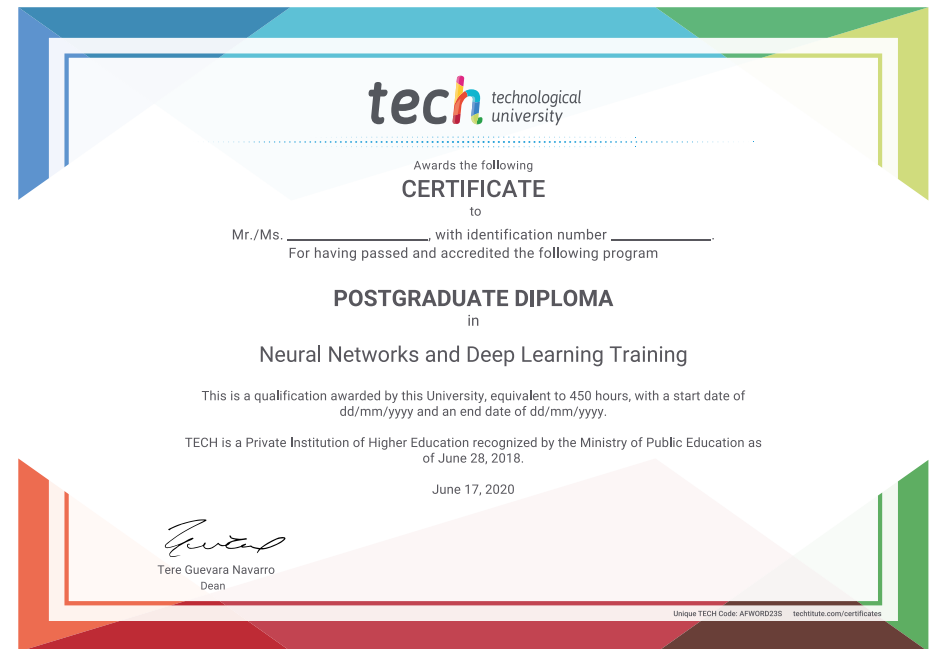 tech technological
university
Awards the following
CERTIFICATE
to
Mr./Ms. ____________________, with identification number ______________.
For having passed and accredited the following program
POSTGRADUATE DIPLOMA
in
Neural Networks and Deep Learning Training
This is a qualification awarded by this University, equivalent to 450 hours, with a start date of
dd/mm/yyyy and an end date of dd/mm/yyyy.
TECH is a Private Institution of Higher Education recognized by the Ministry of Public Education as
of June 28, 2018.
June 17, 2020
Tere Guevara Navarro
Dean
Unique TECH Code: AFWORD23S techtitute.com/certificates